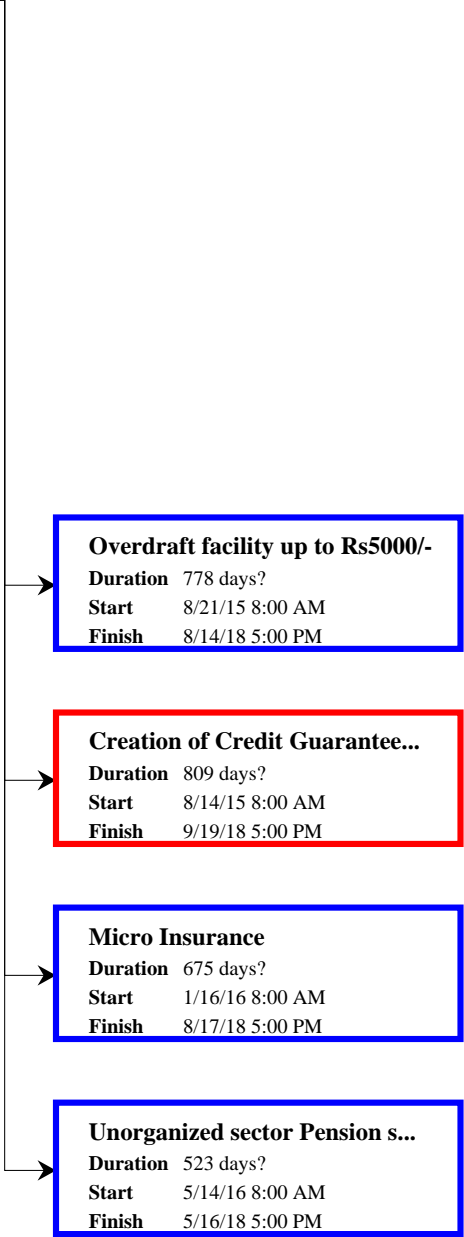 Overdraft facility up to Rs5000/-
Duration 778 days?
Start 8/21/15 8:00 AM
Finish 8/14/18 5:00 PM
Creation of Credit Guarantee...
Duration 809 days?
Start 8/14/15 8:00 AM
Finish 9/19/18 5:00 PM
Micro Insurance
Duration 675 days?
Start 1/16/16 8:00 AM
Finish 8/17/18 5:00 PM
Unorganized sector Pension s...
Duration 523 days?
Start 5/14/16 8:00 AM
Finish 5/16/18 5:00 PM